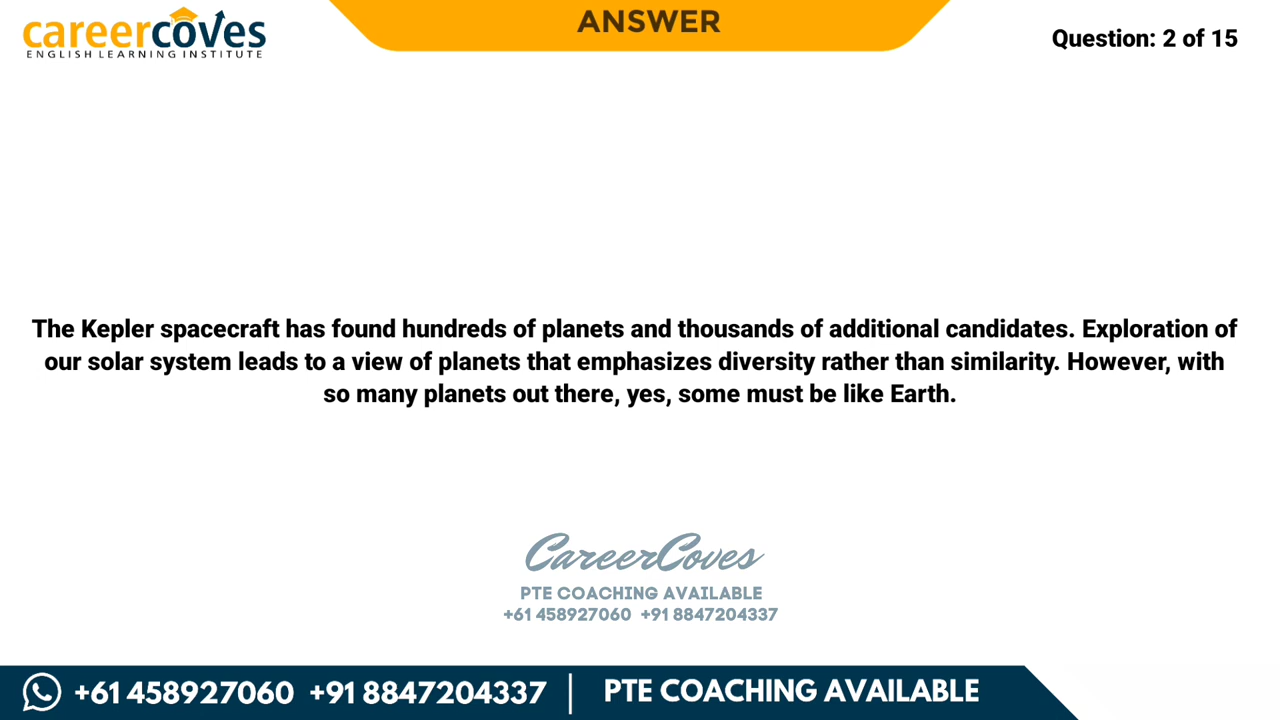 careercoves
ENGLISH LEARNING INSTITUTE
ANSWER
Question: 2 of 15
The Kepler spacecraft has found hundreds of planets and thousands of additional candidates. Exploration of
our solar system leads to a view of planets that emphasizes diversity rather than similarity. However, with
so many planets out there, yes, some must be like Earth.
CareerCoves
PTE COACHING AVAILABLE
+61 458927060 +91 8847204337
+61 458927060 +91 8847204337 | PTE COACHING AVAILABLE